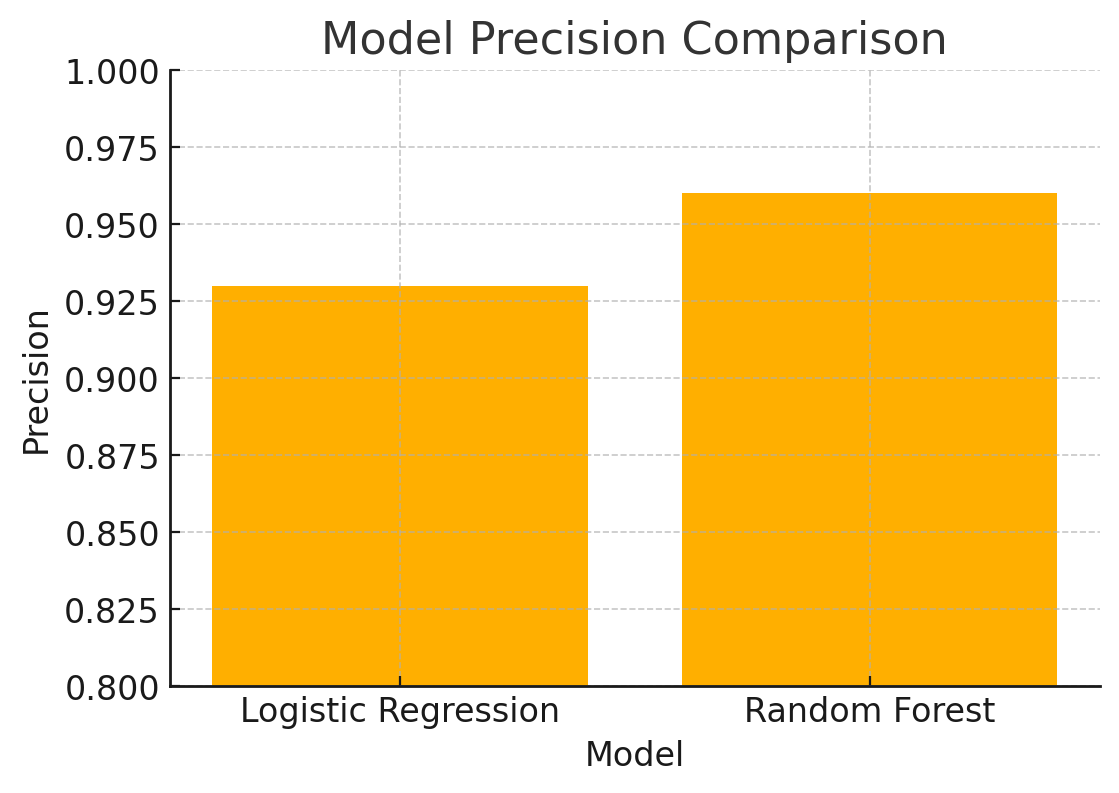 Model Precision Comparison
1.000
0.975
0.950
0.925
0.900
0.875
0.850
0.825
0.800
Precision
Logistic Regression
Random Forest
Model